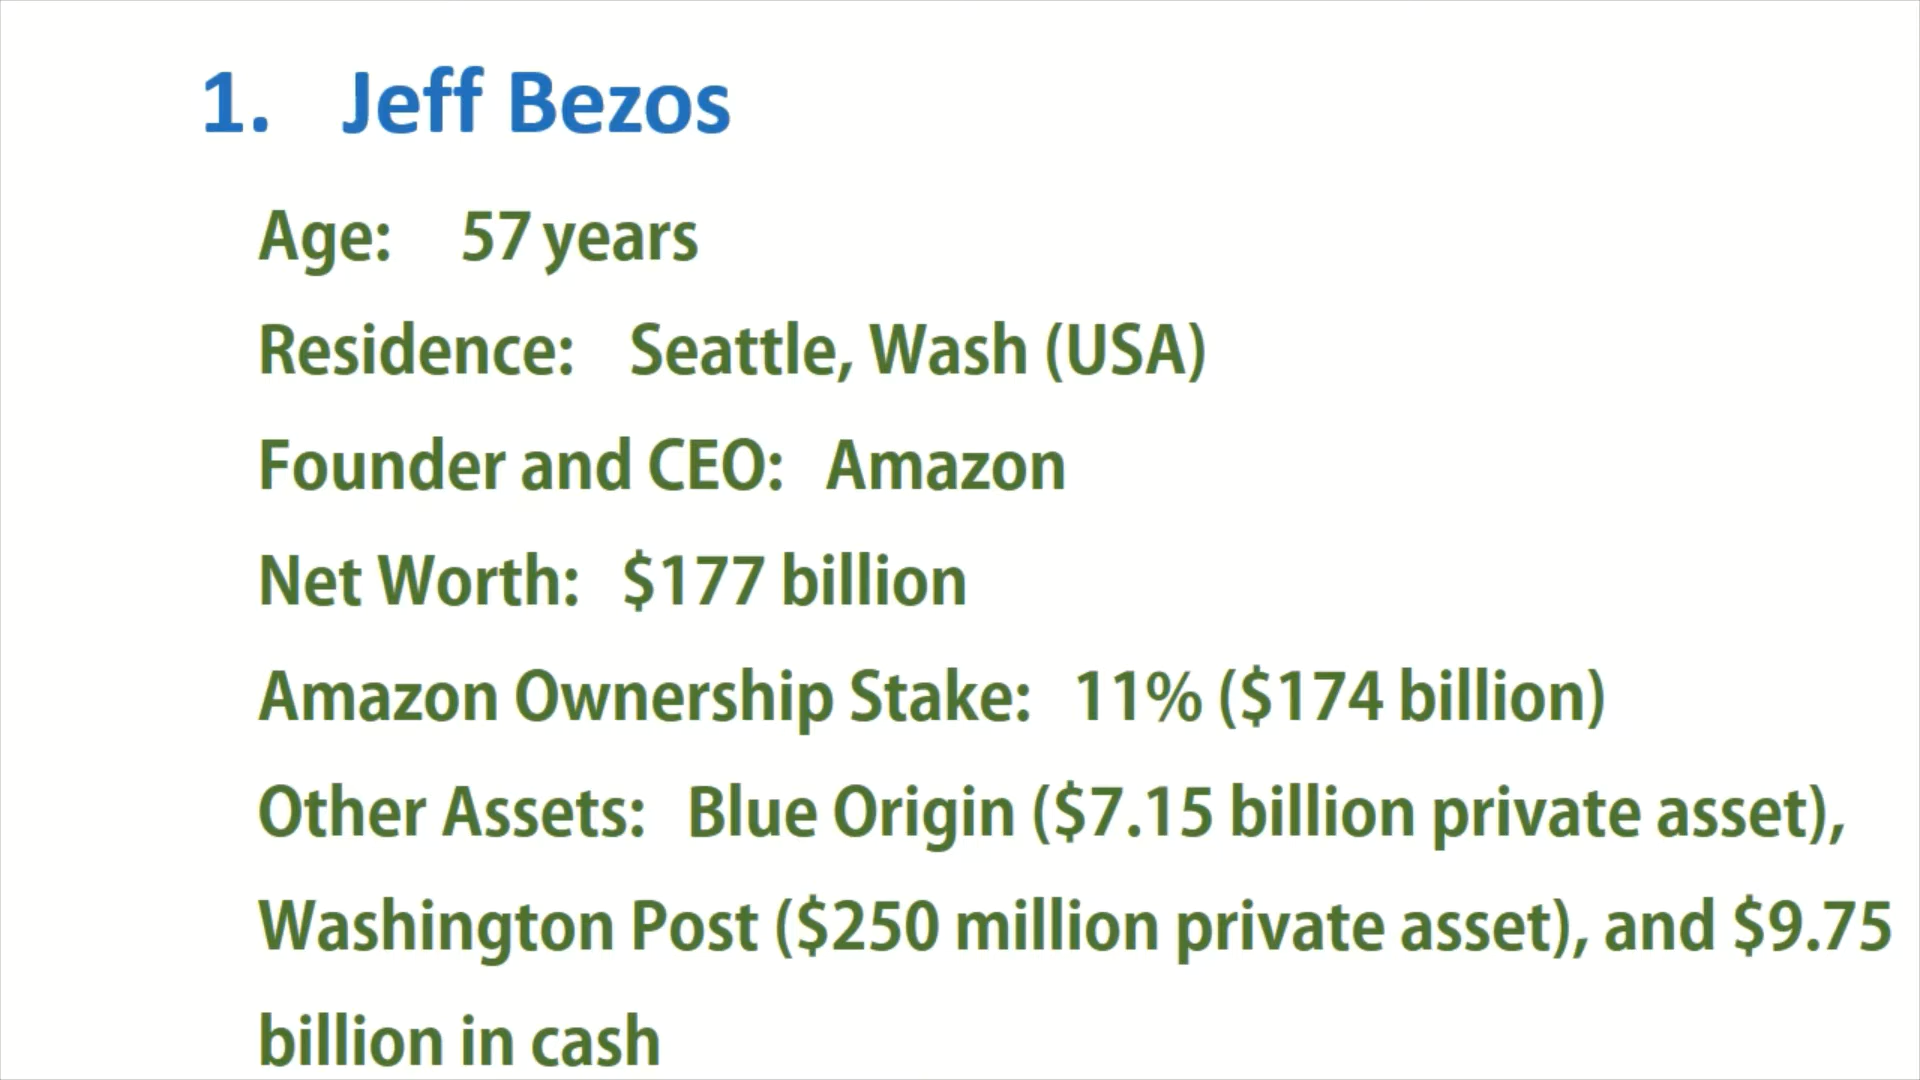 1. Jeff Bezos
Age: 57 years
Residence: Seattle, Wash (USA)
Founder and CEO: Amazon
Net Worth: $177 billion
Amazon Ownership Stake: 11% ($174 billion)
Other Assets: Blue Origin ($7.15 billion private asset),
Washington Post ($250 million private asset), and $9.75
billion in cash